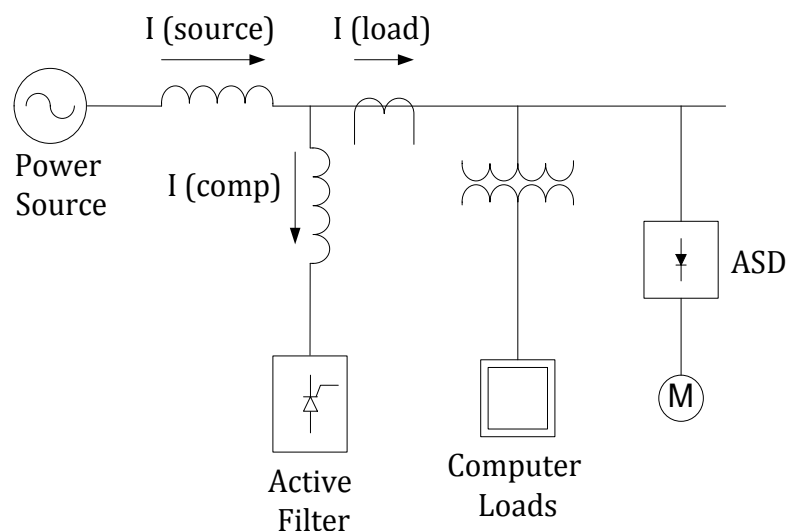 I (source)
I (load)
Power
Source
I (comp)
ASD
M
Active
Filter
Computer
Loads